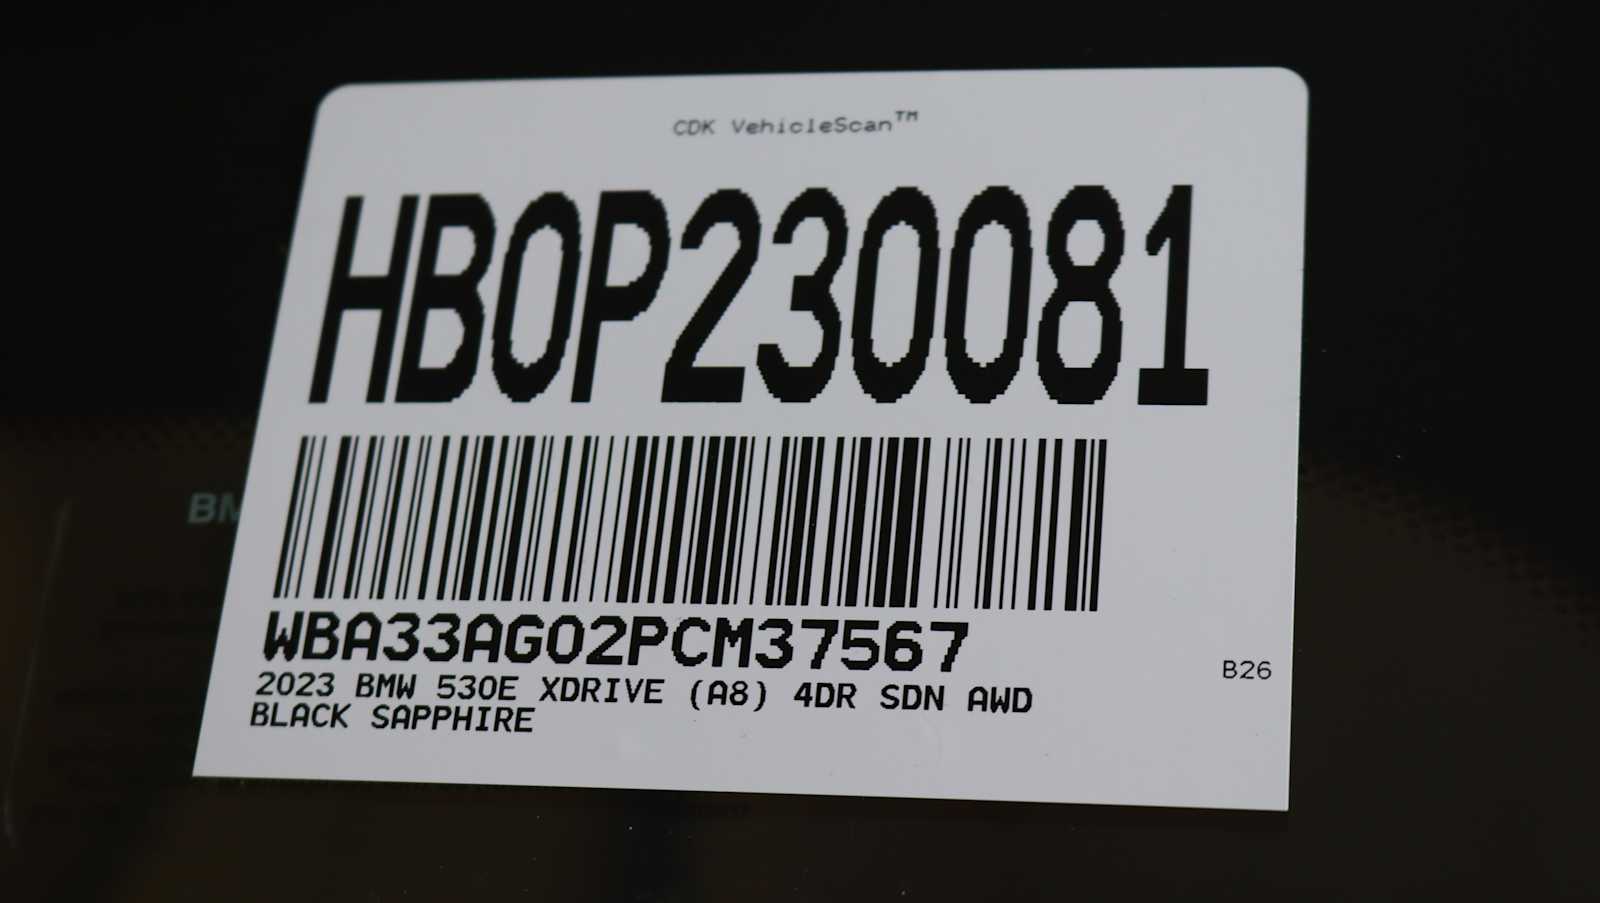 CDK VehicleScan™
HBOP230081
WBA33AG02PCM37567
2023 BMW 530E XDRIVE (A8) 4DR SDN AWD
BLACK SAPPHIRE
B26